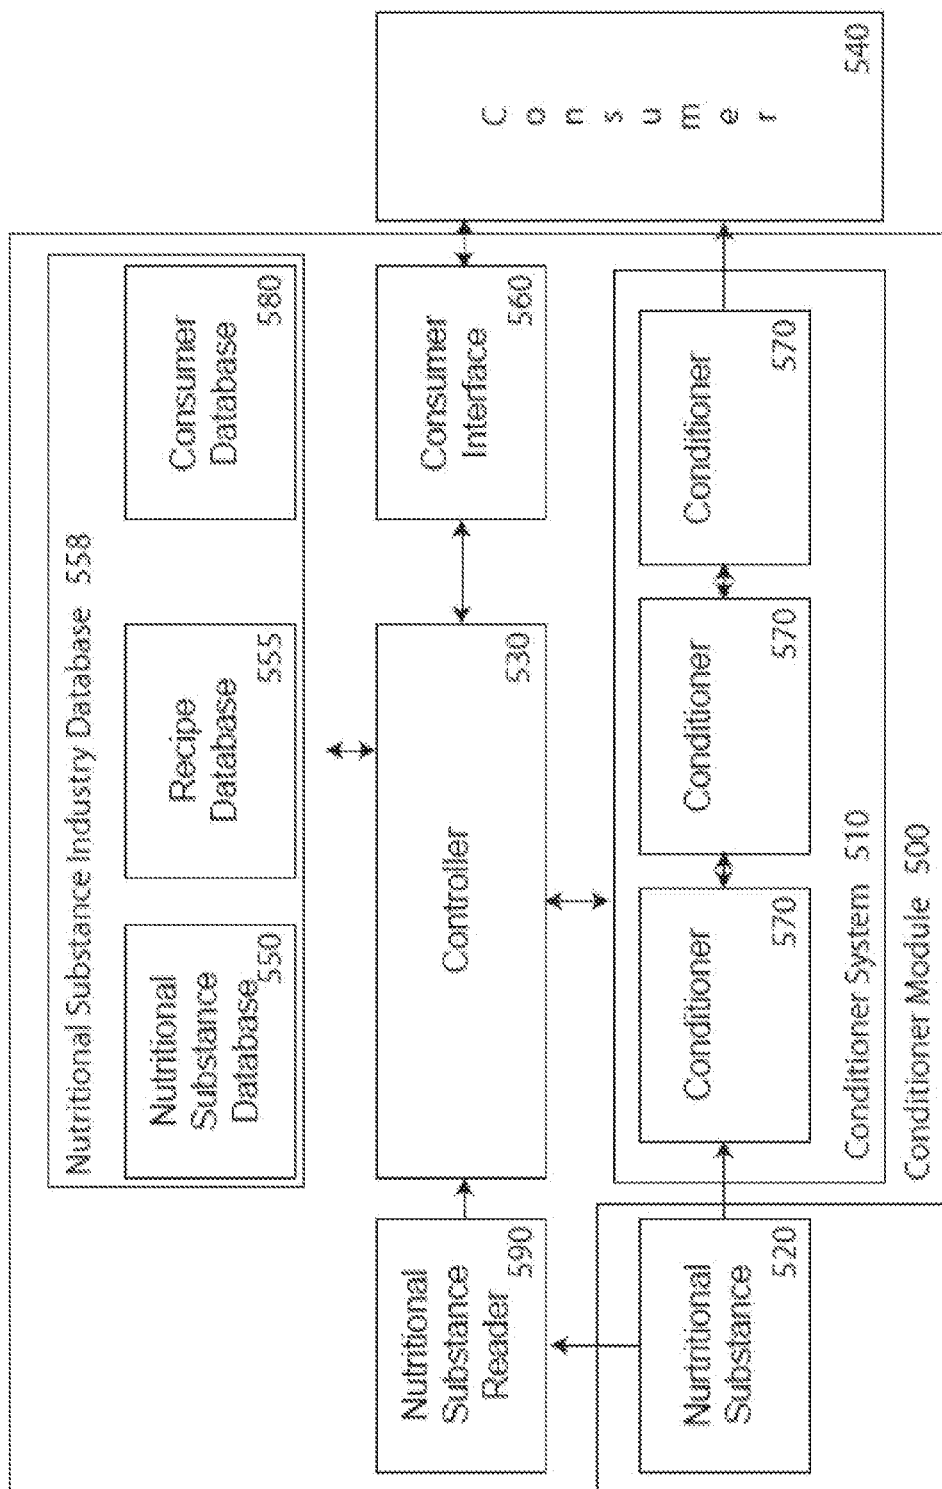 Nutritional Substance Industry Database 558
Nutritional
Substance
Database
550
Recipe
Database
555
Consumer
Database
580
Nutritional
Substance
Reader
590
Controller
530
Consumer
Interface
560
Nurtritional
Substance
520
Conditioner
570
Conditioner
570
Conditioner
570
Conditioner System 510
Conditioner Module 500
Consumer
540